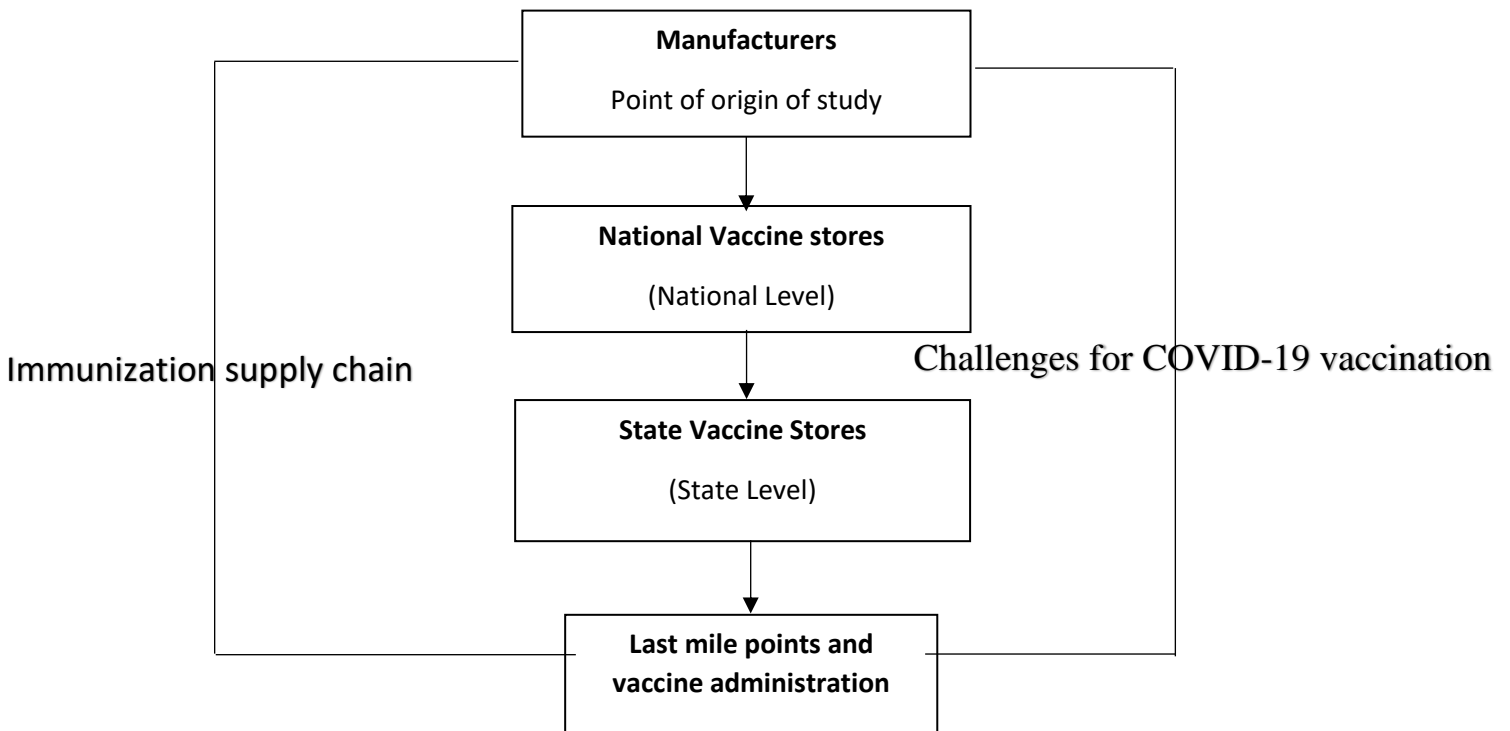 Manufacturers
Point of origin of study
National Vaccine stores
(National Level)
Immunization supply chain
Challenges for COVID-19 vaccination
State Vaccine Stores
(State Level)
Last mile points and
vaccine administration